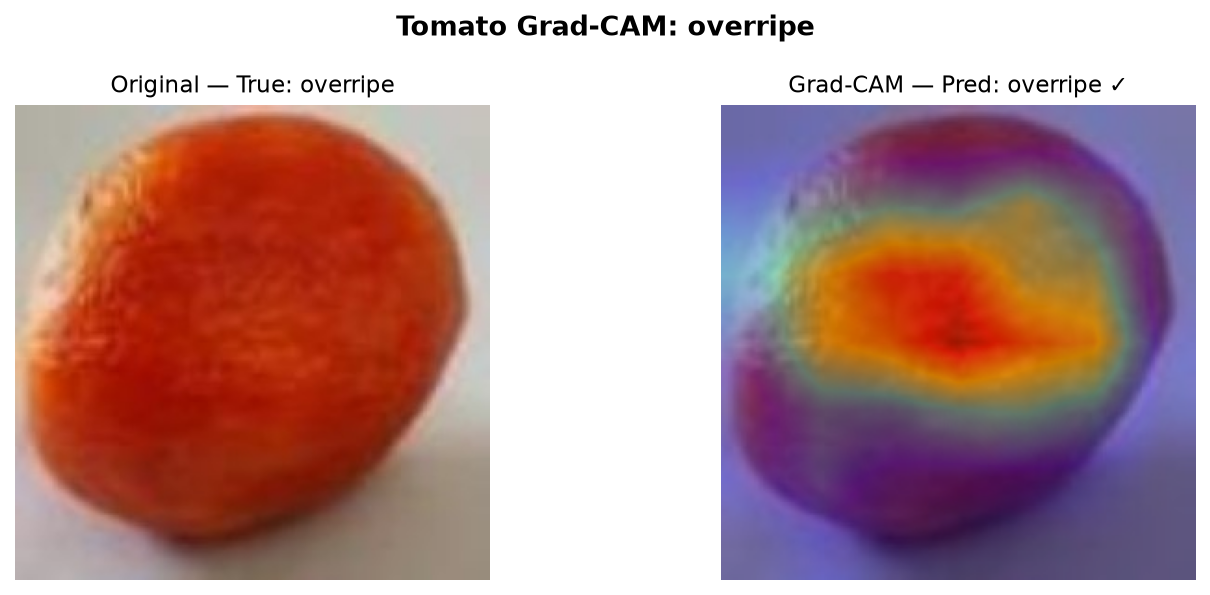 Tomato Grad-CAM: overripe
Original — True: overripe
Grad-CAM — Pred: overripe ✓